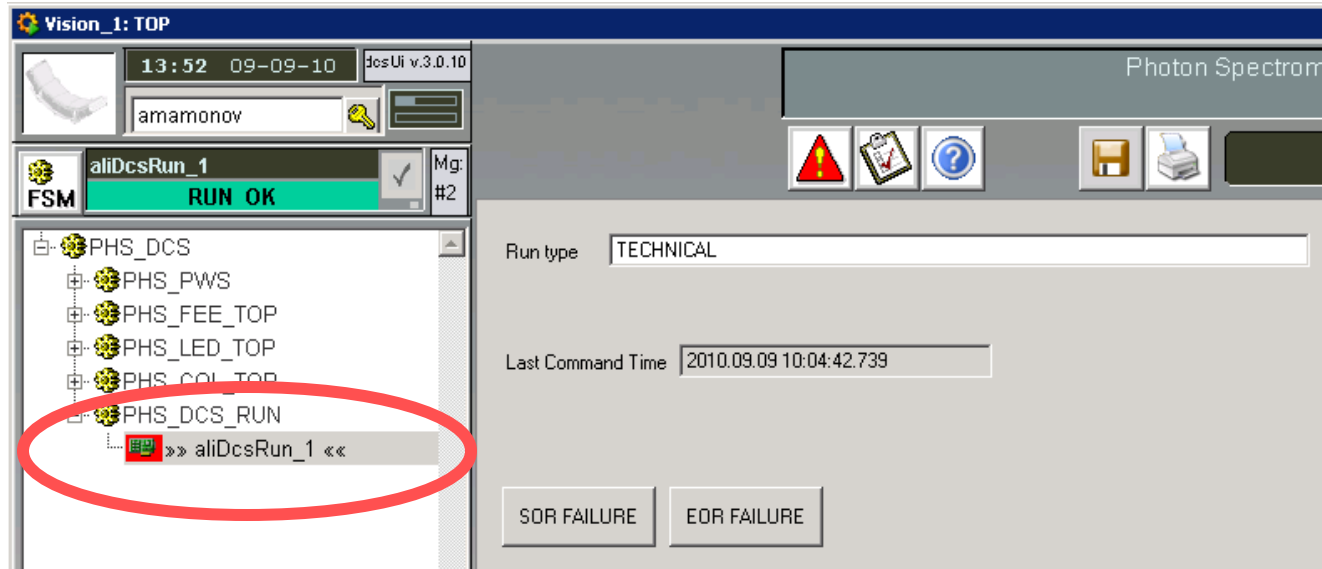 Vision_1: TOP
13:52 09-09-10
dcsUi v.3.0.10
Photon Spectrom
amamonov
aliDcsRun_1
Mg:
FSM
RUN OK
#2
PHS_DCS
PHS_PWS
PHS_FEE_TOP
PHS_LED_TOP
PHS_COL_TOP
PHS_DCS_RUN
»» aliDcsRun_1 ««
Run type
TECHNICAL
Last Command Time
2010.09.09 10:04:42.739
SOR FAILURE
EOR FAILURE